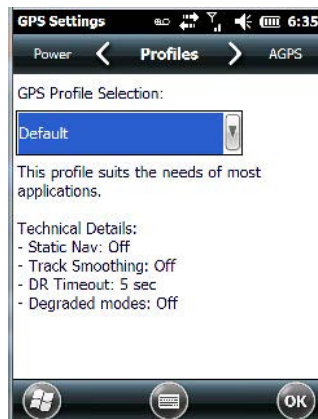 GPS Settings 6:35
Power Profiles AGPS
GPS Profile Selection:
Default
This profile suits the needs of most
applications.
Technical Details:
- Static Nav: Off
- Track Smoothing: Off
- DR Timeout: 5 sec
- Degraded modes: Off
OK